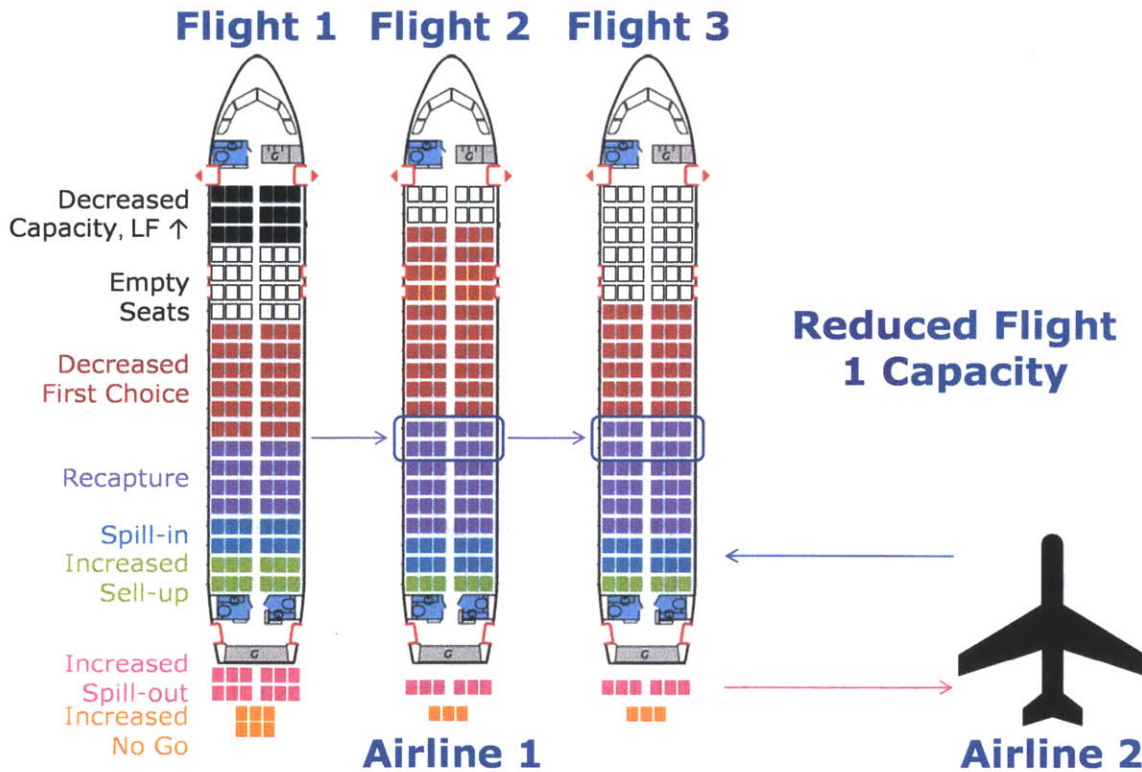 Flight 1 Flight 2 Flight 3
G G G
Decreased
Capacity, LF ↑
Empty
Seats
Decreased
First Choice
Reduced Flight
1 Capacity
Recapture
Spill-in
Increased
Sell-up
G G G
Increased
Spill-out
Increased
No Go
Airline 1
Airline 2